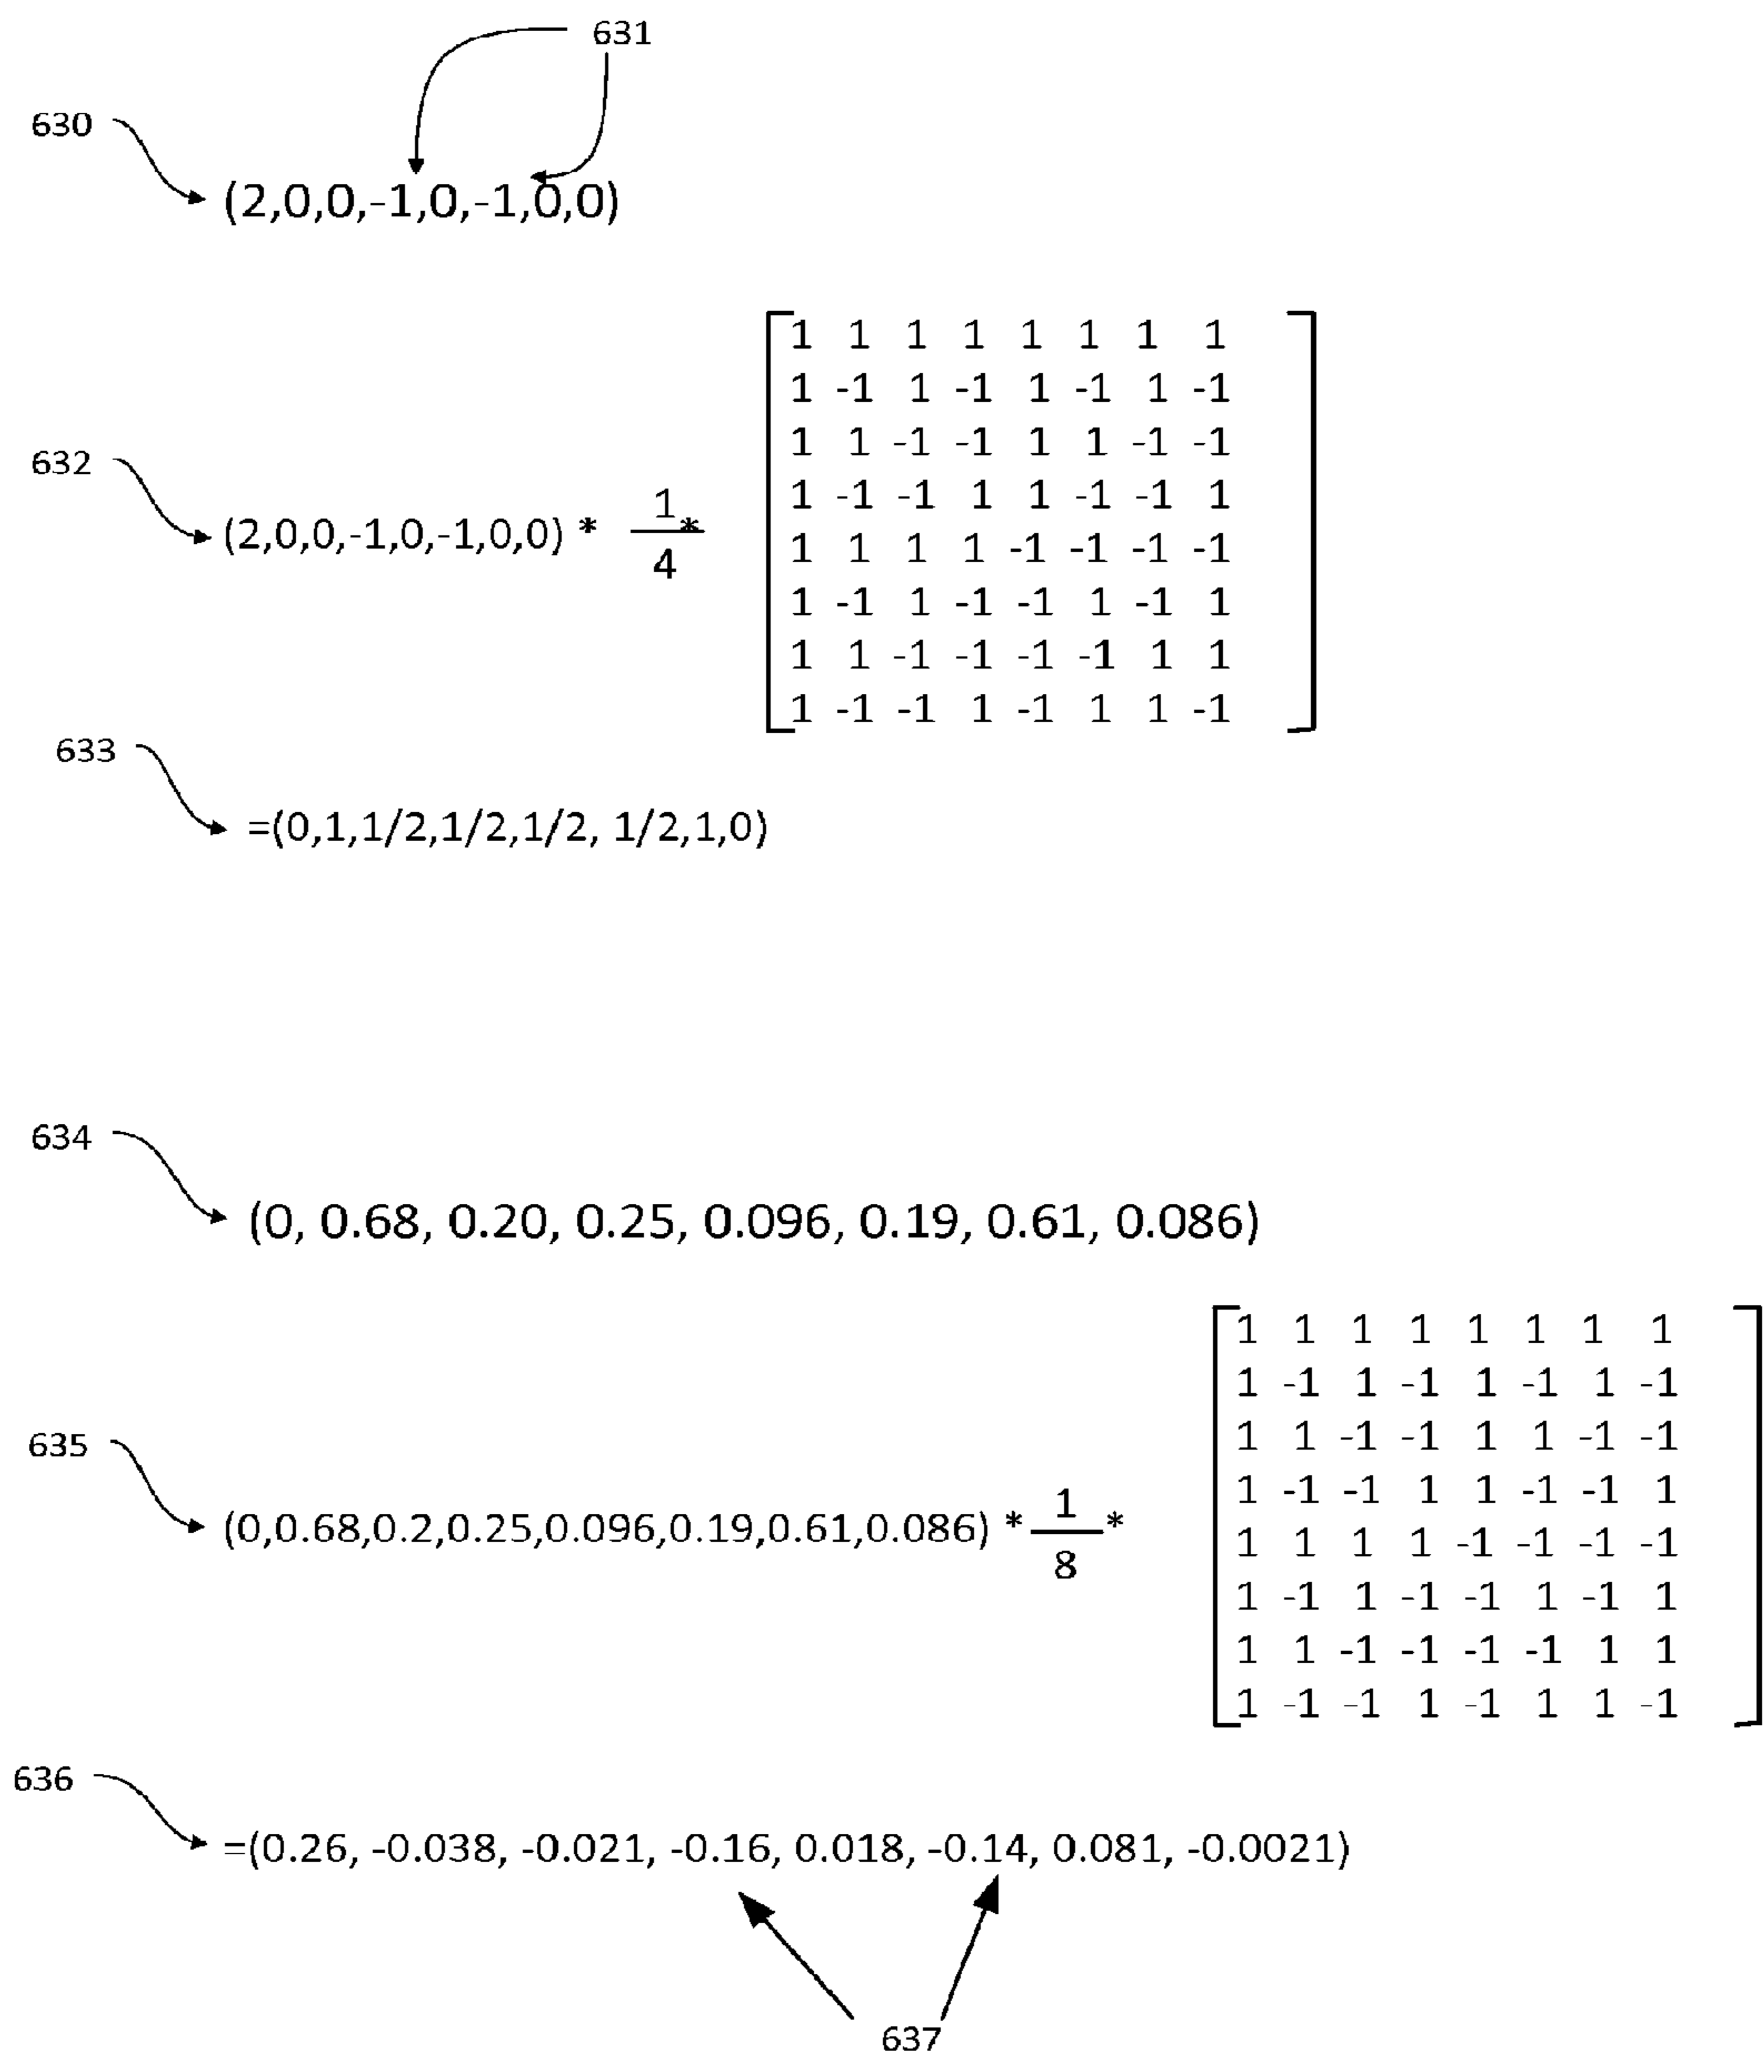 631
630
(2,0,0,-1,0,-1,0,0)
1 1 1 1 1 1 1 1
1 -1 1 -1 1 -1 1 -1
1 1 -1 -1 1 1 -1 -1
632
1 -1 -1 1 1 -1 -1 1
(2,0,0,-1,0,-1,0,0) * 1/4 *
1 1 1 1 -1 -1 -1 -1
1 -1 1 -1 -1 1 -1 1
1 1 -1 -1 -1 -1 1 1
1 -1 -1 1 -1 1 1 -1
633
=(0,1,1/2,1/2,1/2, 1/2,1,0)
634
(0, 0.68, 0.20, 0.25, 0.096, 0.19, 0.61, 0.086)
1 1 1 1 1 1 1 1
1 -1 1 -1 1 -1 1 -1
1 1 -1 -1 1 1 -1 -1
635
1 -1 -1 1 1 -1 -1 1
(0,0.68,0.2,0.25,0.096,0.19,0.61,0.086) * 1/8 *
1 1 1 1 -1 -1 -1 -1
1 -1 1 -1 -1 1 -1 1
1 1 -1 -1 -1 -1 1 1
1 -1 -1 1 -1 1 1 -1
636
=(0.26, -0.038, -0.021, -0.16, 0.018, -0.14, 0.081, -0.0021)
637